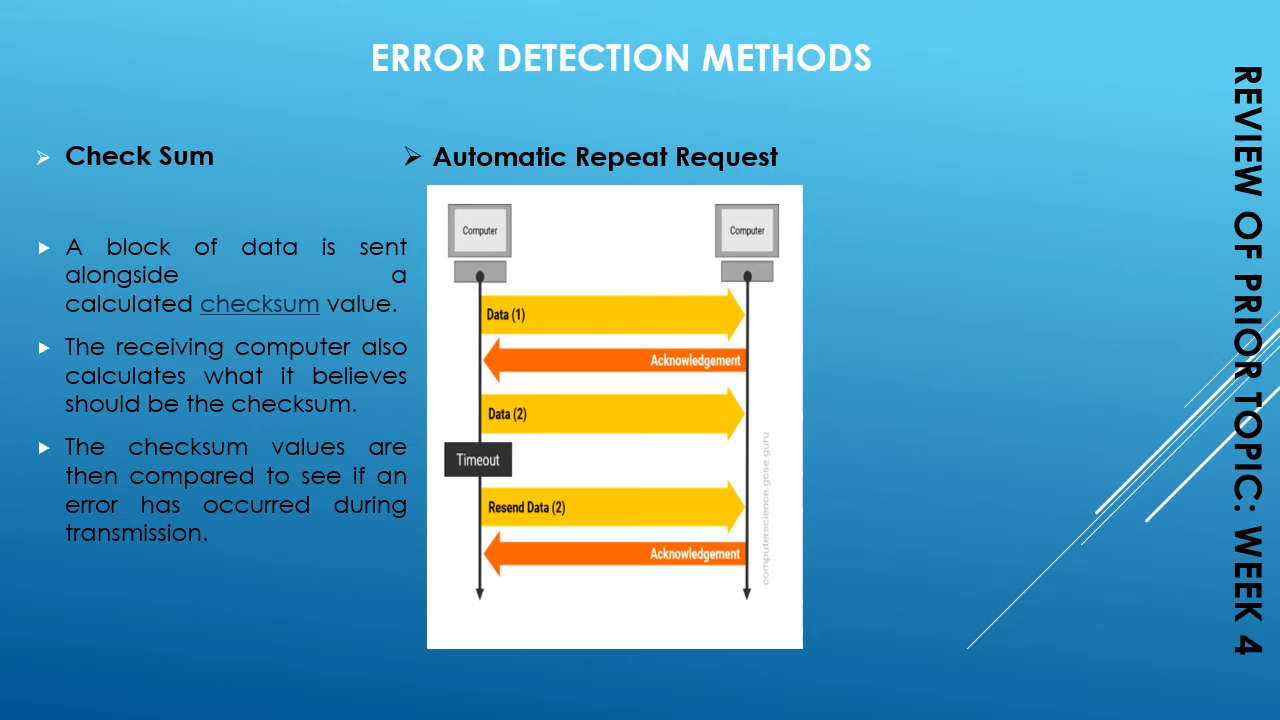 ERROR DETECTION METHODS
Check Sum
A block of data is sent
alongside a
calculated checksum value.
The receiving computer also
calculates what it believes
should be the checksum.
The checksum values are
then compared to see if an
error has occurred during
transmission.
Automatic Repeat Request
Computer
Computer
Data (1)
Acknowledgement
Data (2)
Timeout
Resend Data (2)
Acknowledgement
computerscience.gcse.guru
REVIEW OF PRIOR TOPIC: WEEK 4